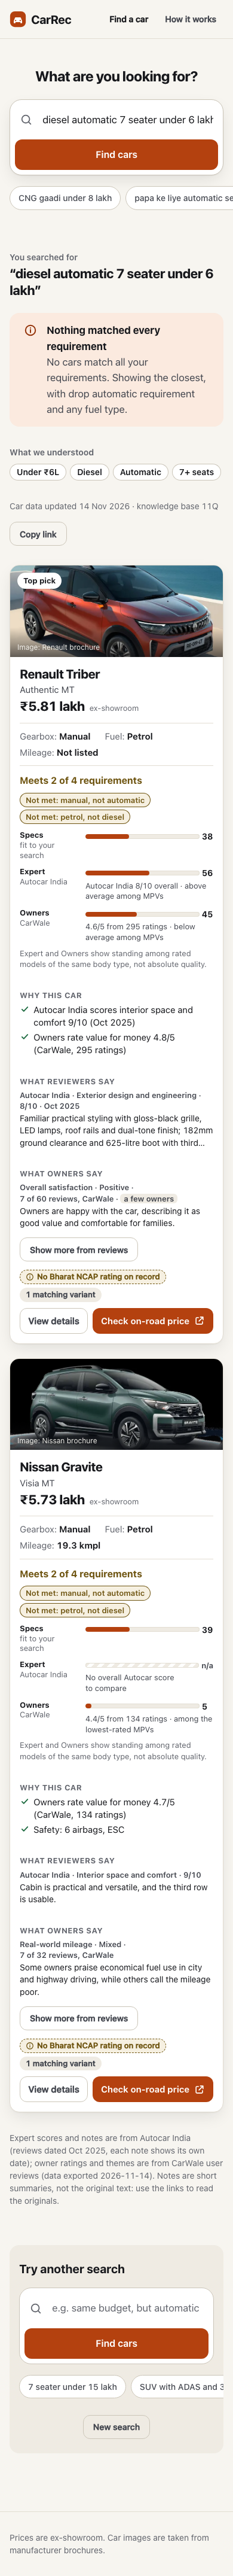 CarRec
Find a car
How it works
What are you looking for?
diesel automatic 7 seater under 6 lakh
Find cars
CNG gaadi under 8 lakh
papa ke liye automatic se
You searched for
“diesel automatic 7 seater under 6
lakh”
Nothing matched every
requirement
No cars match all your
requirements. Showing the closest,
with drop automatic requirement
and any fuel type.
What we understood
Under ₹6L
Diesel
Automatic
7+ seats
Car data updated 14 Nov 2026 · knowledge base 11Q
Copy link
Top pick
Image: Renault brochure
Renault Triber
Authentic MT
₹5.81 lakh ex-showroom
Gearbox: Manual Fuel: Petrol
Mileage: Not listed
Meets 2 of 4 requirements
Not met: manual, not automatic
Not met: petrol, not diesel
Specs
fit to your
search
38
Expert
Autocar India
56
Autocar India 8/10 overall · above
average among MPVs
Owners
CarWale
45
4.6/5 from 295 ratings · below
average among MPVs
Expert and Owners show standing among rated
models of the same body type, not absolute quality.
WHY THIS CAR
Autocar India scores interior space and
comfort 9/10 (Oct 2025)
Owners rate value for money 4.8/5
(CarWale, 295 ratings)
WHAT REVIEWERS SAY
Autocar India · Exterior design and engineering ·
8/10 · Oct 2025
Familiar practical styling with gloss-black grille,
LED lamps, roof rails and dual-tone finish; 182mm
ground clearance and 625-litre boot with third...
WHAT OWNERS SAY
Overall satisfaction · Positive ·
7 of 60 reviews, CarWale · a few owners
Owners are happy with the car, describing it as
good value and comfortable for families.
Show more from reviews
No Bharat NCAP rating on record
1 matching variant
View details
Check on-road price
Image: Nissan brochure
Nissan Gravite
Visia MT
₹5.73 lakh ex-showroom
Gearbox: Manual Fuel: Petrol
Mileage: 19.3 kmpl
Meets 2 of 4 requirements
Not met: manual, not automatic
Not met: petrol, not diesel
Specs
fit to your
search
39
Expert
Autocar India
n/a
No overall Autocar score
to compare
Owners
CarWale
5
4.4/5 from 134 ratings · among the
lowest-rated MPVs
Expert and Owners show standing among rated
models of the same body type, not absolute quality.
WHY THIS CAR
Owners rate value for money 4.7/5
(CarWale, 134 ratings)
Safety: 6 airbags, ESC
WHAT REVIEWERS SAY
Autocar India · Interior space and comfort · 9/10
Cabin is practical and versatile, and the third row
is usable.
WHAT OWNERS SAY
Real-world mileage · Mixed ·
7 of 32 reviews, CarWale
Some owners praise economical fuel use in city
and highway driving, while others call the mileage
poor.
Show more from reviews
No Bharat NCAP rating on record
1 matching variant
View details
Check on-road price
Expert scores and notes are from Autocar India
(reviews dated Oct 2025, each note shows its own
date); owner ratings and themes are from CarWale user
reviews (data exported 2026-11-14). Notes are short
summaries, not the original text: use the links to read
the originals.
Try another search
e.g. same budget, but automatic
Find cars
7 seater under 15 lakh
SUV with ADAS and 3
New search
Prices are ex-showroom. Car images are taken from
manufacturer brochures.